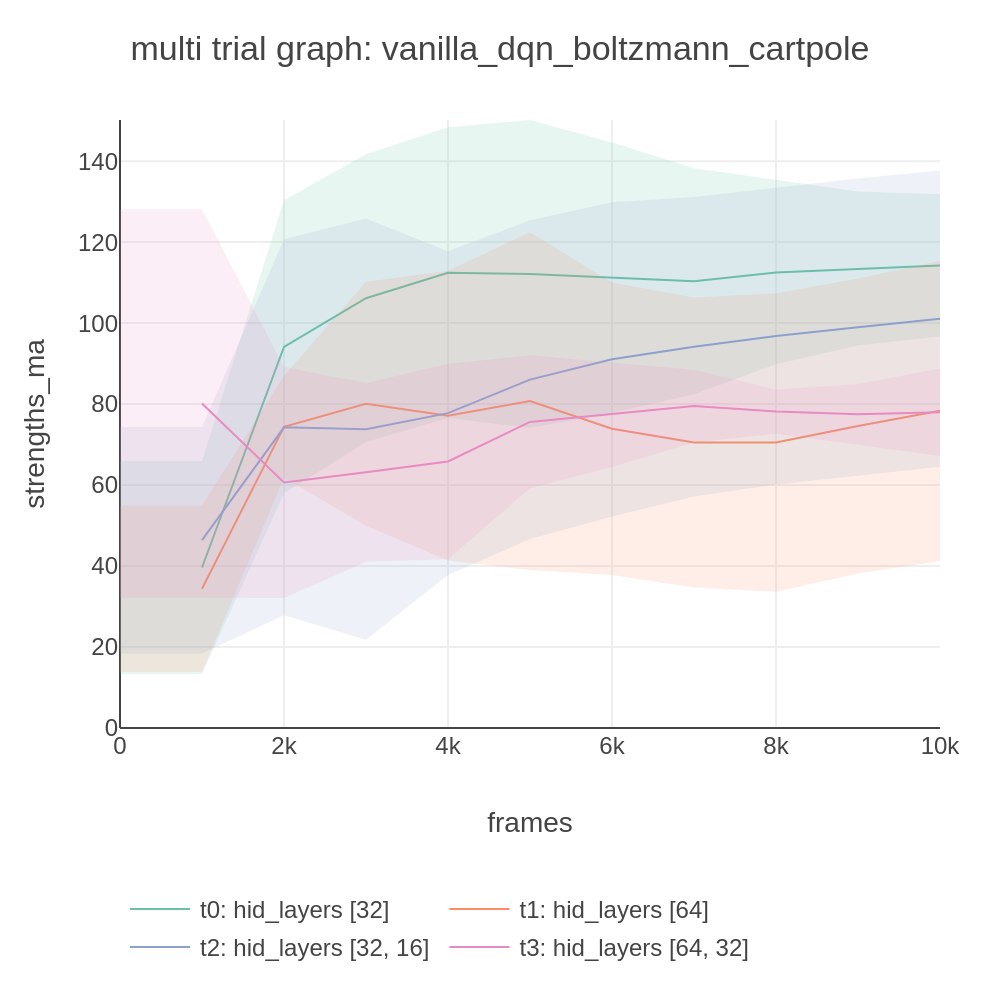 multi trial graph: vanilla_dqn_boltzmann_cartpole
140
120
100
80
60
40
20
0
strengths_ma
0 2k 4k 6k 8k 10k
frames
t0: hid_layers [32] t1: hid_layers [64]
t2: hid_layers [32, 16] t3: hid_layers [64, 32]